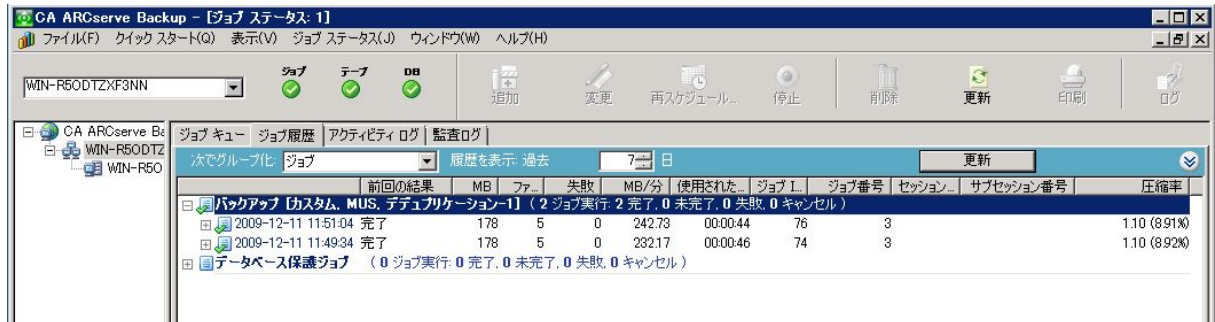 CA ARCserve Backup - [ジョブ ステータス: 1]
ファイル(F) クイック スタート(Q) 表示(V) ジョブ ステータス(J) ウィンドウ(W) ヘルプ(H)
ジョブ テープ DB
WIN-R5ODTZXF3NN
追加 変更 再スケジュール... 停止 削除 更新 印刷 ログ
CA ARCserve Ba
WIN-R5ODTZ
WIN-R5O
ジョブ キュー ジョブ履歴 アクティビティ ログ 監査ログ
次でグループ化: ジョブ 履歴を表示: 過去 7 日 更新
前回の結果 MB ファ... 失敗 MB/分 使用された... ジョブ I... ジョブ番号 セッション... サブセッション番号 圧縮率
バックアップ [カスタム, MUS, デデュプリケーション-1] ( 2 ジョブ実行: 2 完了, 0 未完了, 0 失敗, 0 キャンセル )
2009-12-11 11:51:04 完了 178 5 0 242.73 00:00:44 76 3 1.10 (8.91%)
2009-12-11 11:49:34 完了 178 5 0 232.17 00:00:46 74 3 1.10 (8.92%)
データベース保護ジョブ ( 0 ジョブ実行: 0 完了, 0 未完了, 0 失敗, 0 キャンセル )